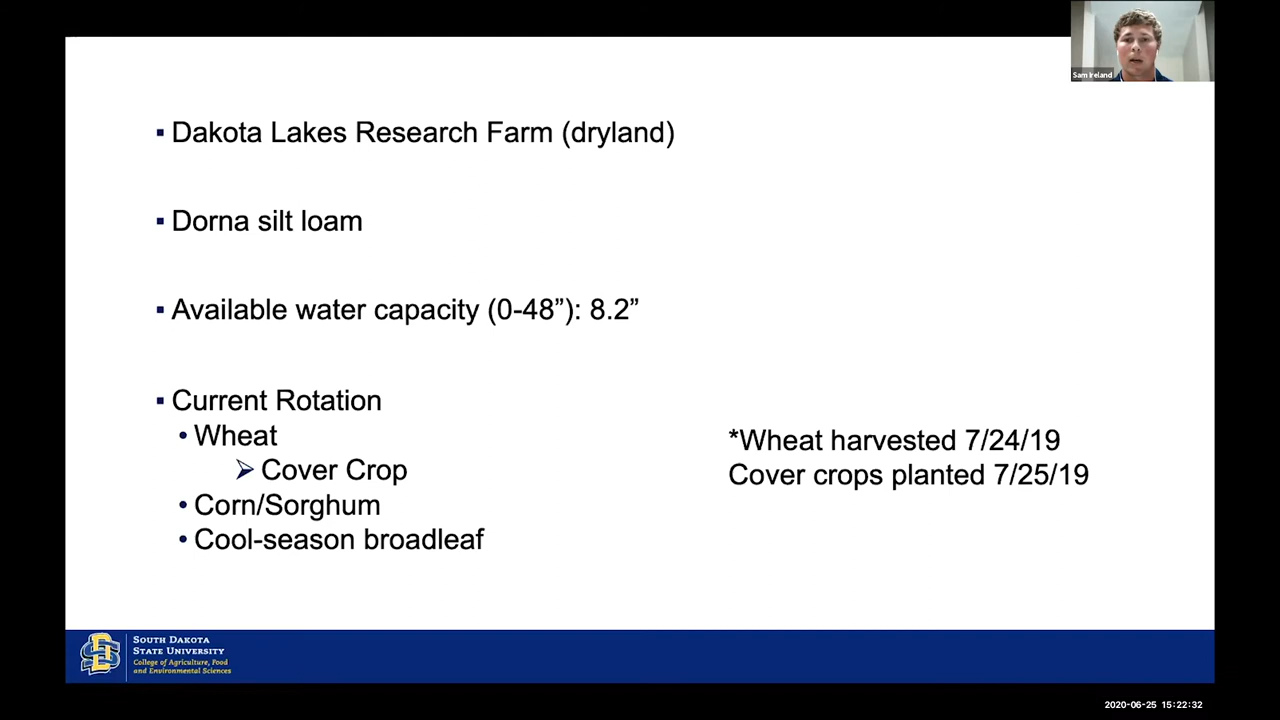 Sam Ireland
▪ Dakota Lakes Research Farm (dryland)
▪ Dorna silt loam
▪ Available water capacity (0-48”): 8.2”
▪ Current Rotation
• Wheat
➢ Cover Crop
• Corn/Sorghum
• Cool-season broadleaf
*Wheat harvested 7/24/19
Cover crops planted 7/25/19
SOUTH DAKOTA
STATE UNIVERSITY
College of Agriculture, Food
and Environmental Sciences
2020-06-25 15:22:32